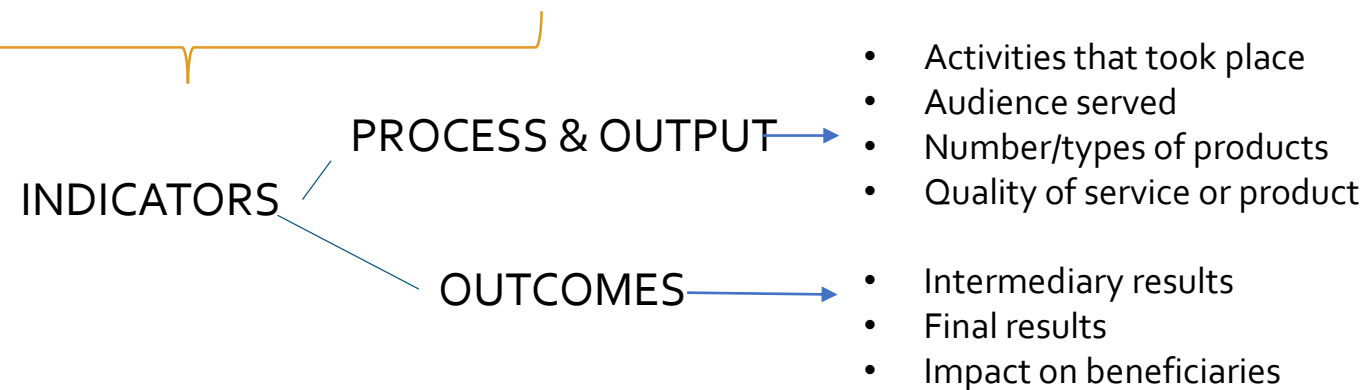 • Activities that took place
• Audience served
PROCESS & OUTPUT
• Number/types of products
INDICATORS
• Quality of service or product
OUTCOMES
• Intermediary results
• Final results
• Impact on beneficiaries